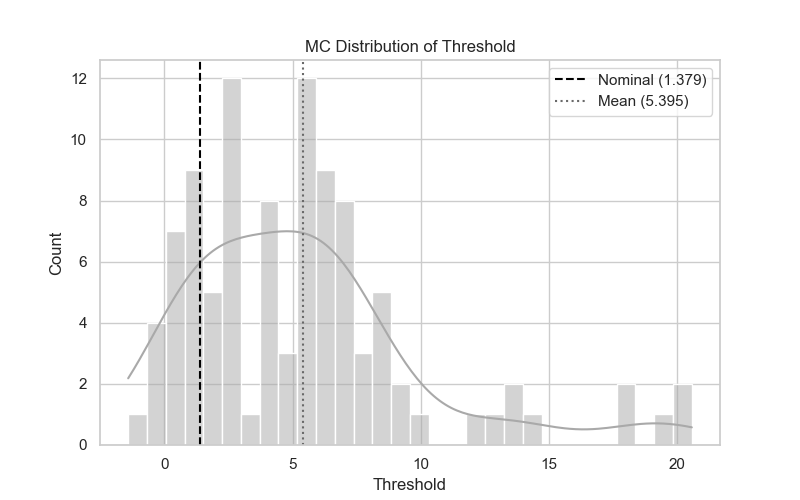 MC Distribution of Threshold
Nominal (1.379)
Mean (5.395)
Count
12
10
8
6
4
2
0
0
5
10
15
20
Threshold